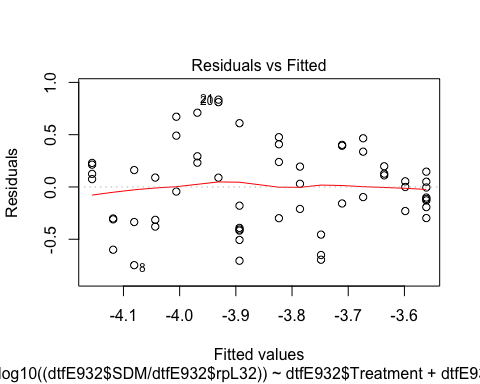 Residuals vs Fitted
Residuals
1.0
0.5
0.0
-0.5
21
20
8
-4.1 -4.0 -3.9 -3.8 -3.7 -3.6
Fitted values
log10((dtfE932$SDM/dtfE932$rpL32)) ~ dtfE932$Treatment + dtfE93